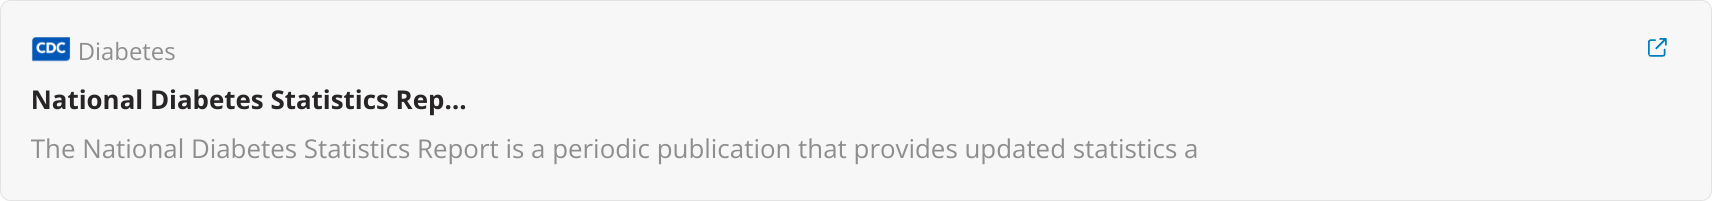 CDC Diabetes
National Diabetes Statistics Rep...
The National Diabetes Statistics Report is a periodic publication that provides updated statistics a